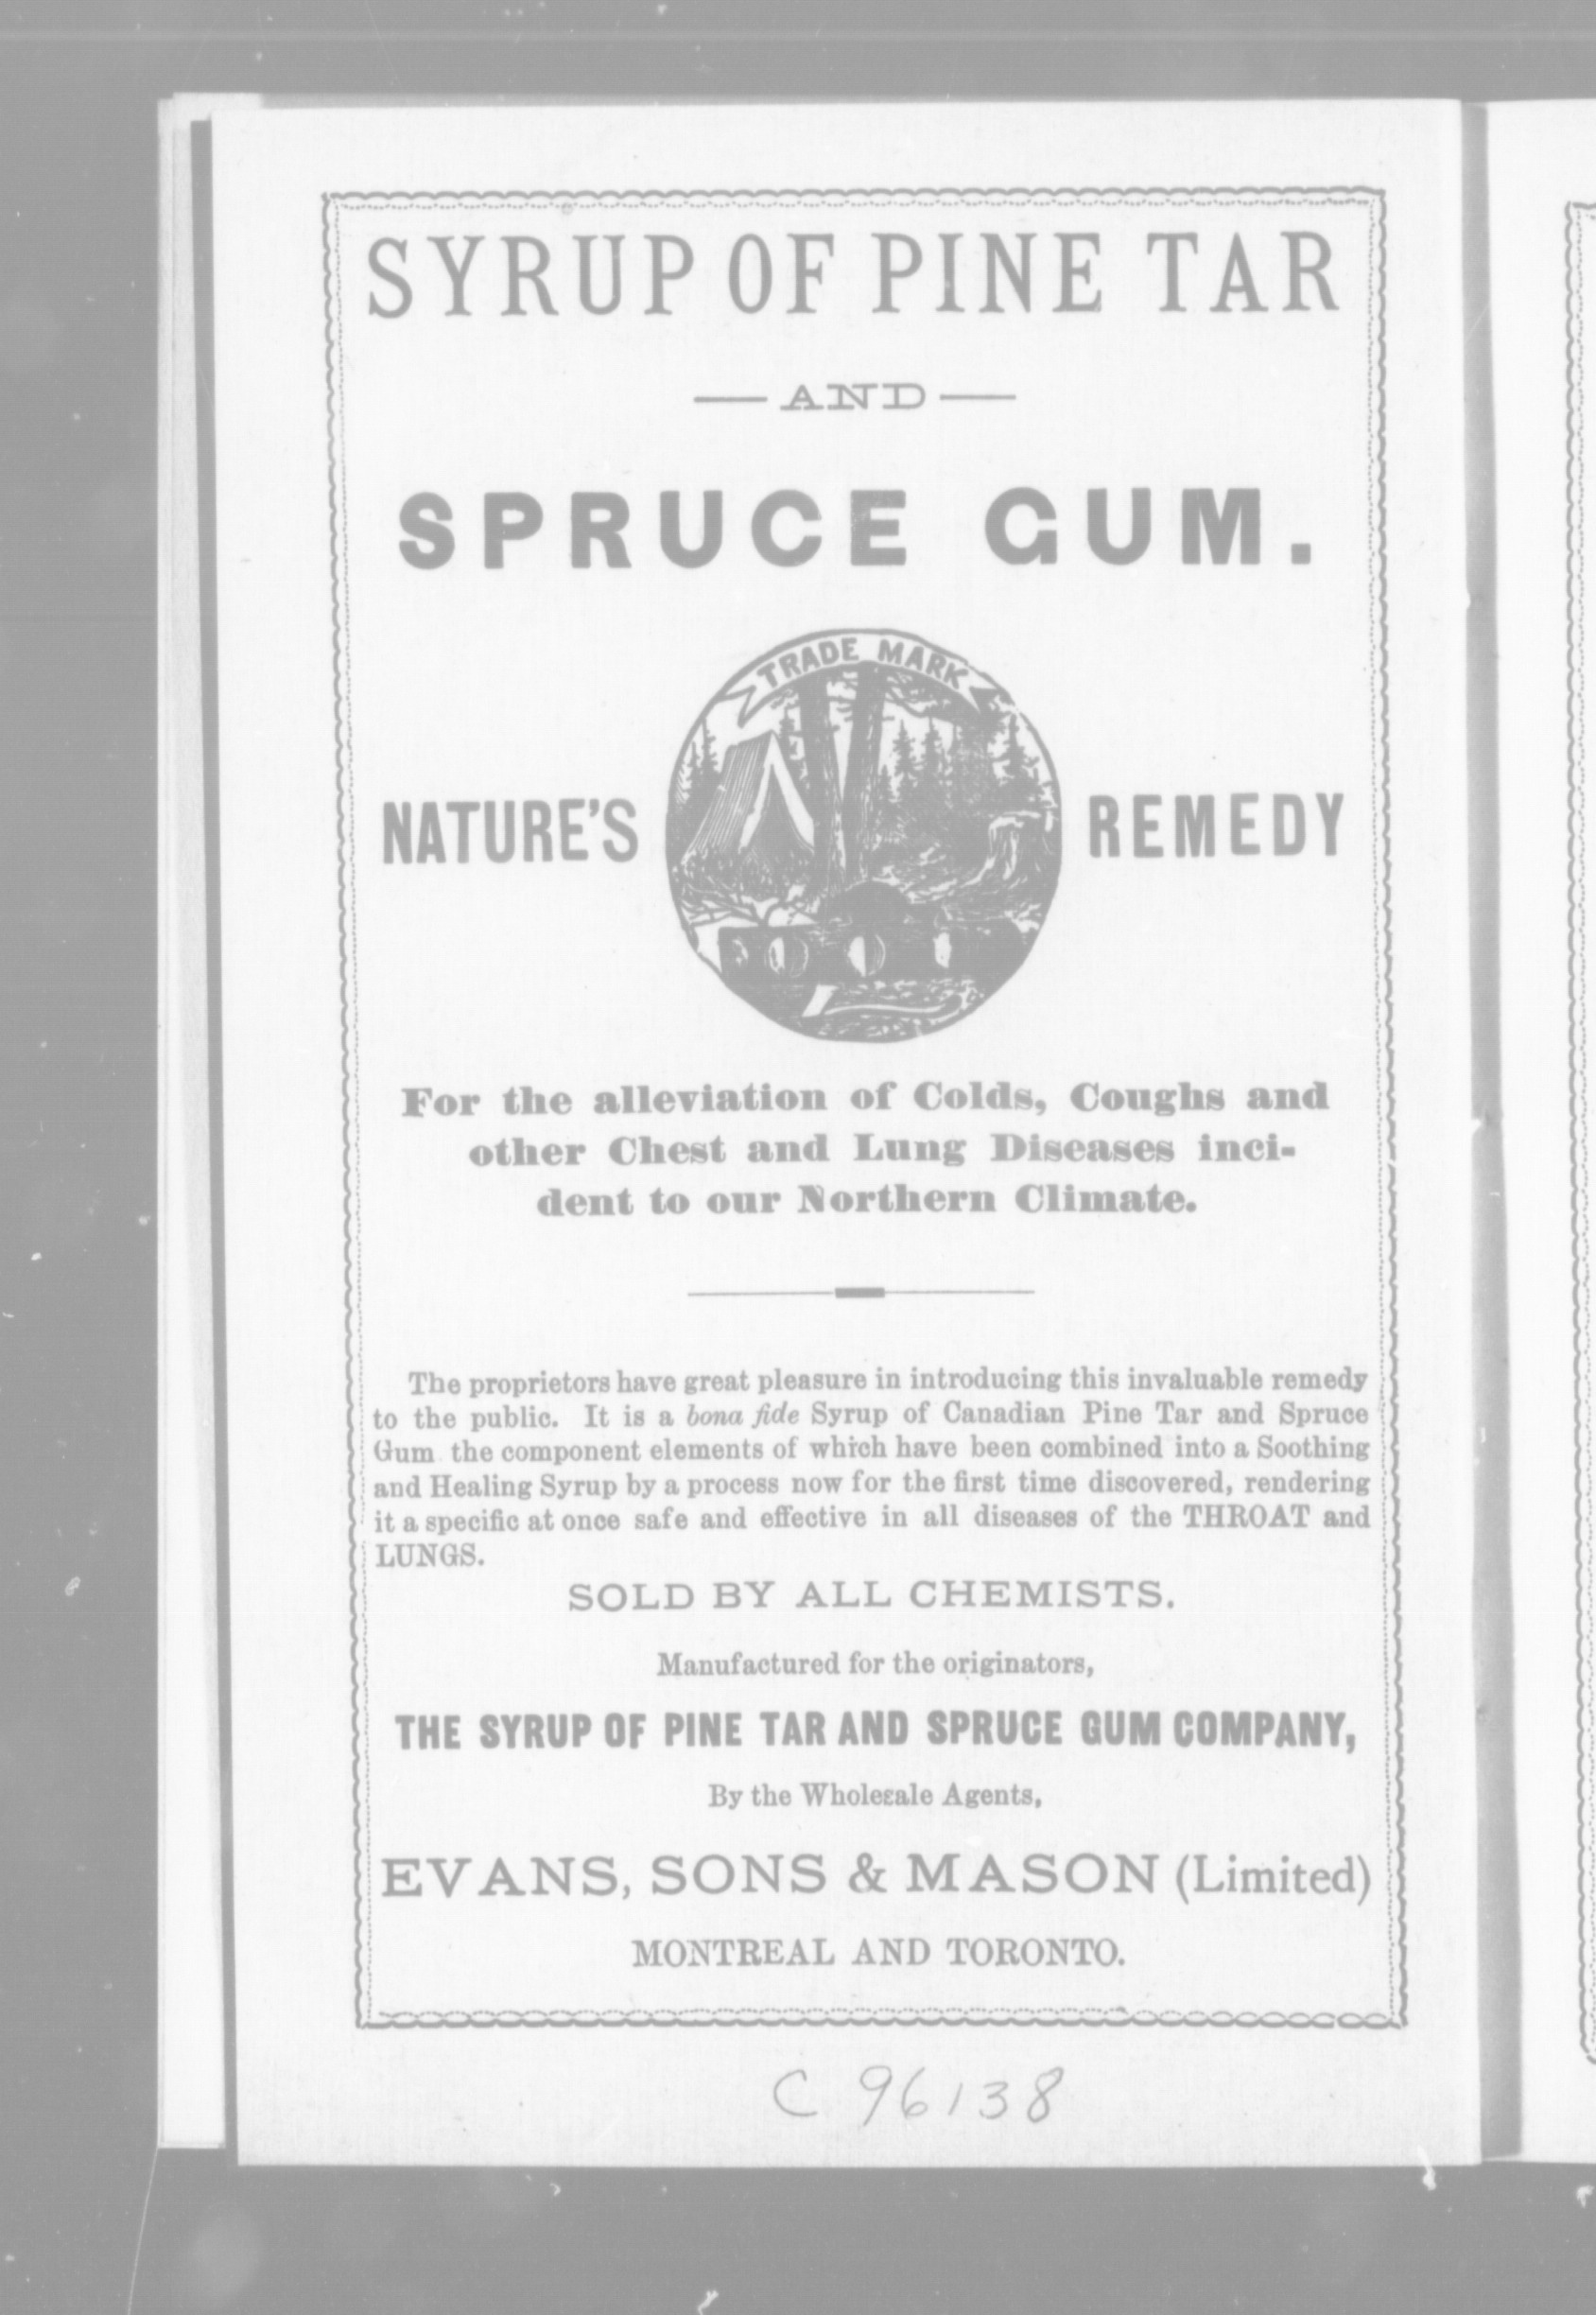 SYRUP OF PINE TAR
— AND —
SPRUCE GUM.
TRADE MARK
NATURE'S REMEDY
For the alleviation of Colds, Coughs and
other Chest and Lung Diseases inci-
dent to our Northern Climate.
The proprietors have great pleasure in introducing this invaluable remedy
to the public. It is a bona fide Syrup of Canadian Pine Tar and Spruce
Gum the component elements of which have been combined into a Soothing
and Healing Syrup by a process now for the first time discovered, rendering
it a specific at once safe and effective in all diseases of the THROAT and
LUNGS.
SOLD BY ALL CHEMISTS.
Manufactured for the originators,
THE SYRUP OF PINE TAR AND SPRUCE GUM COMPANY,
By the Wholesale Agents,
EVANS, SONS & MASON (Limited)
MONTREAL AND TORONTO.
C 96138